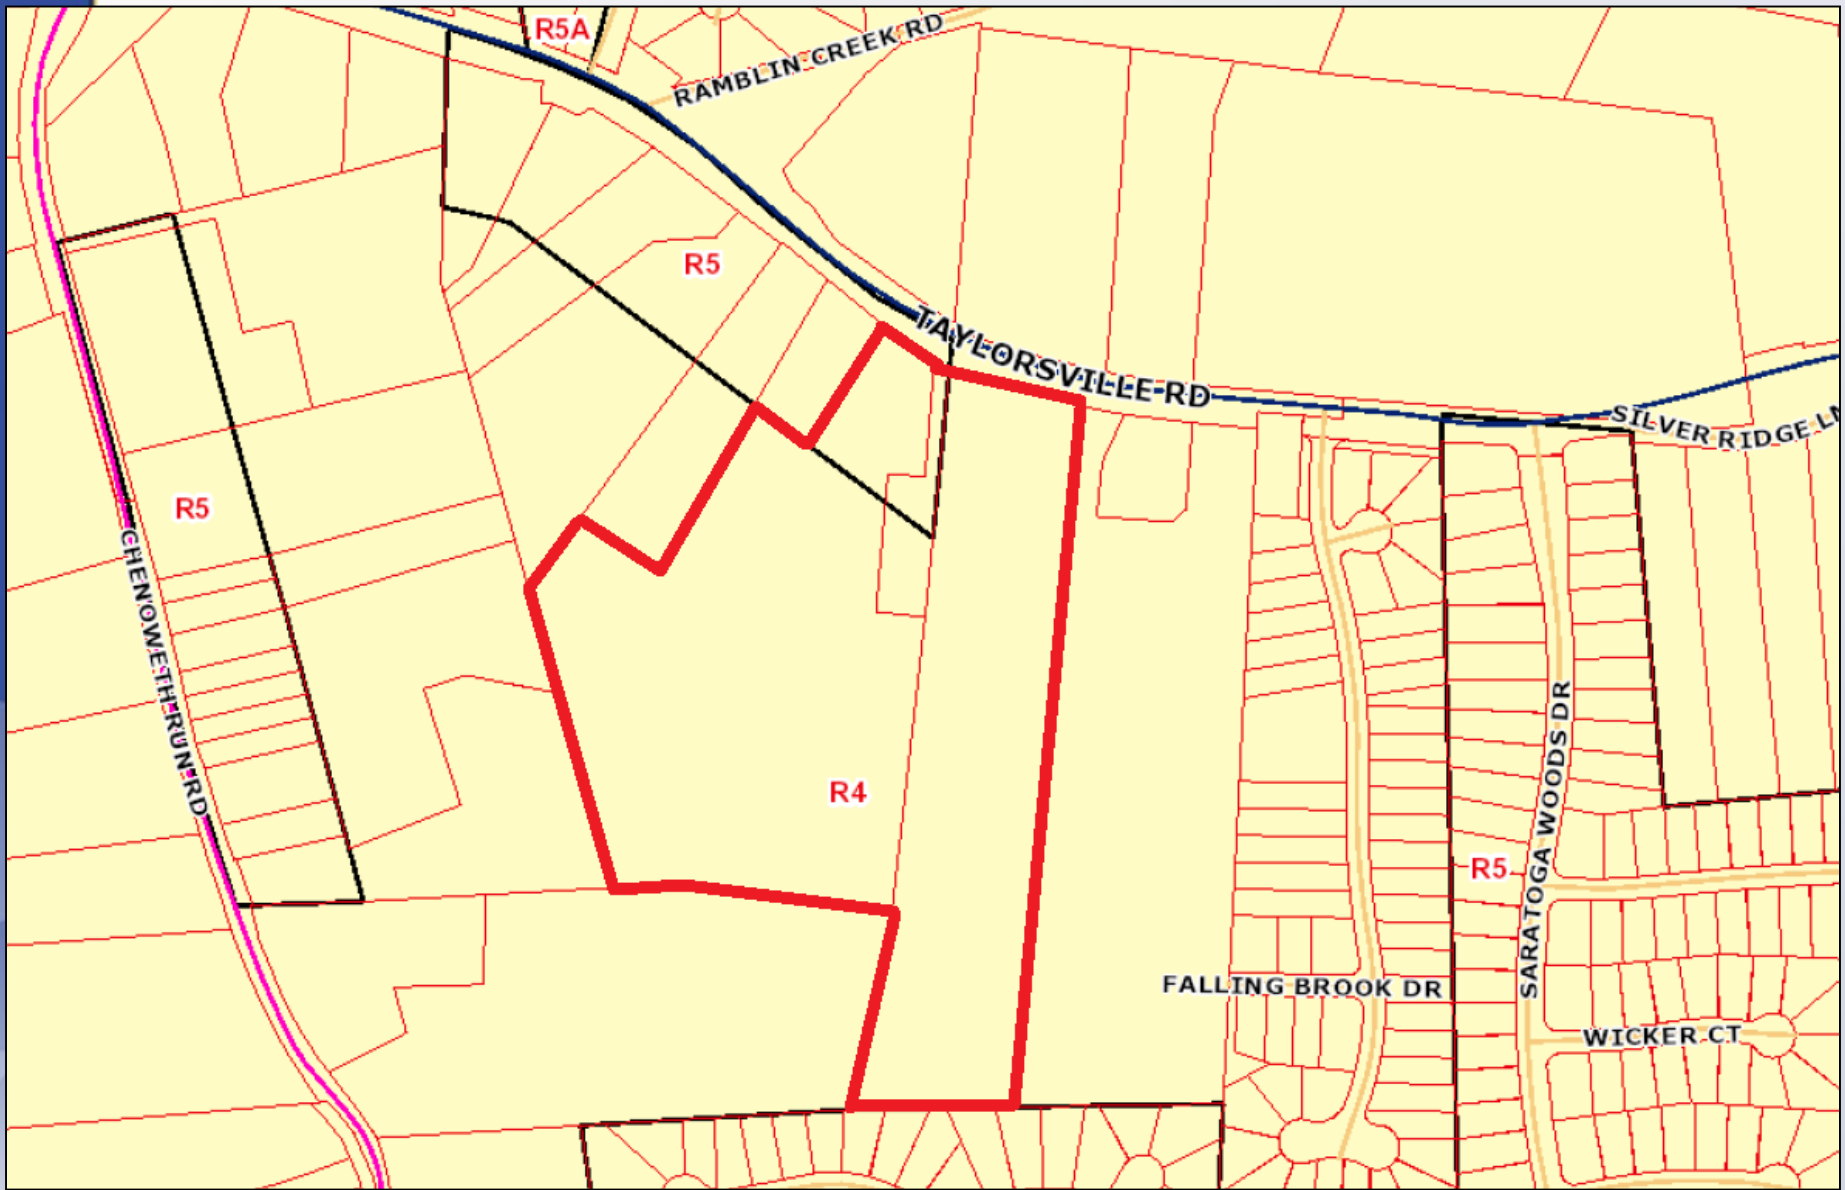 R5A
RAMBLIN CREEK RD
R5
TAYLORSVILLE RD
SILVER RIDGE LN
R5
CHENOWETH RUN RD
R4
SARATOGA WOODS DR
R5
FALLING BROOK DR
WICKER CT